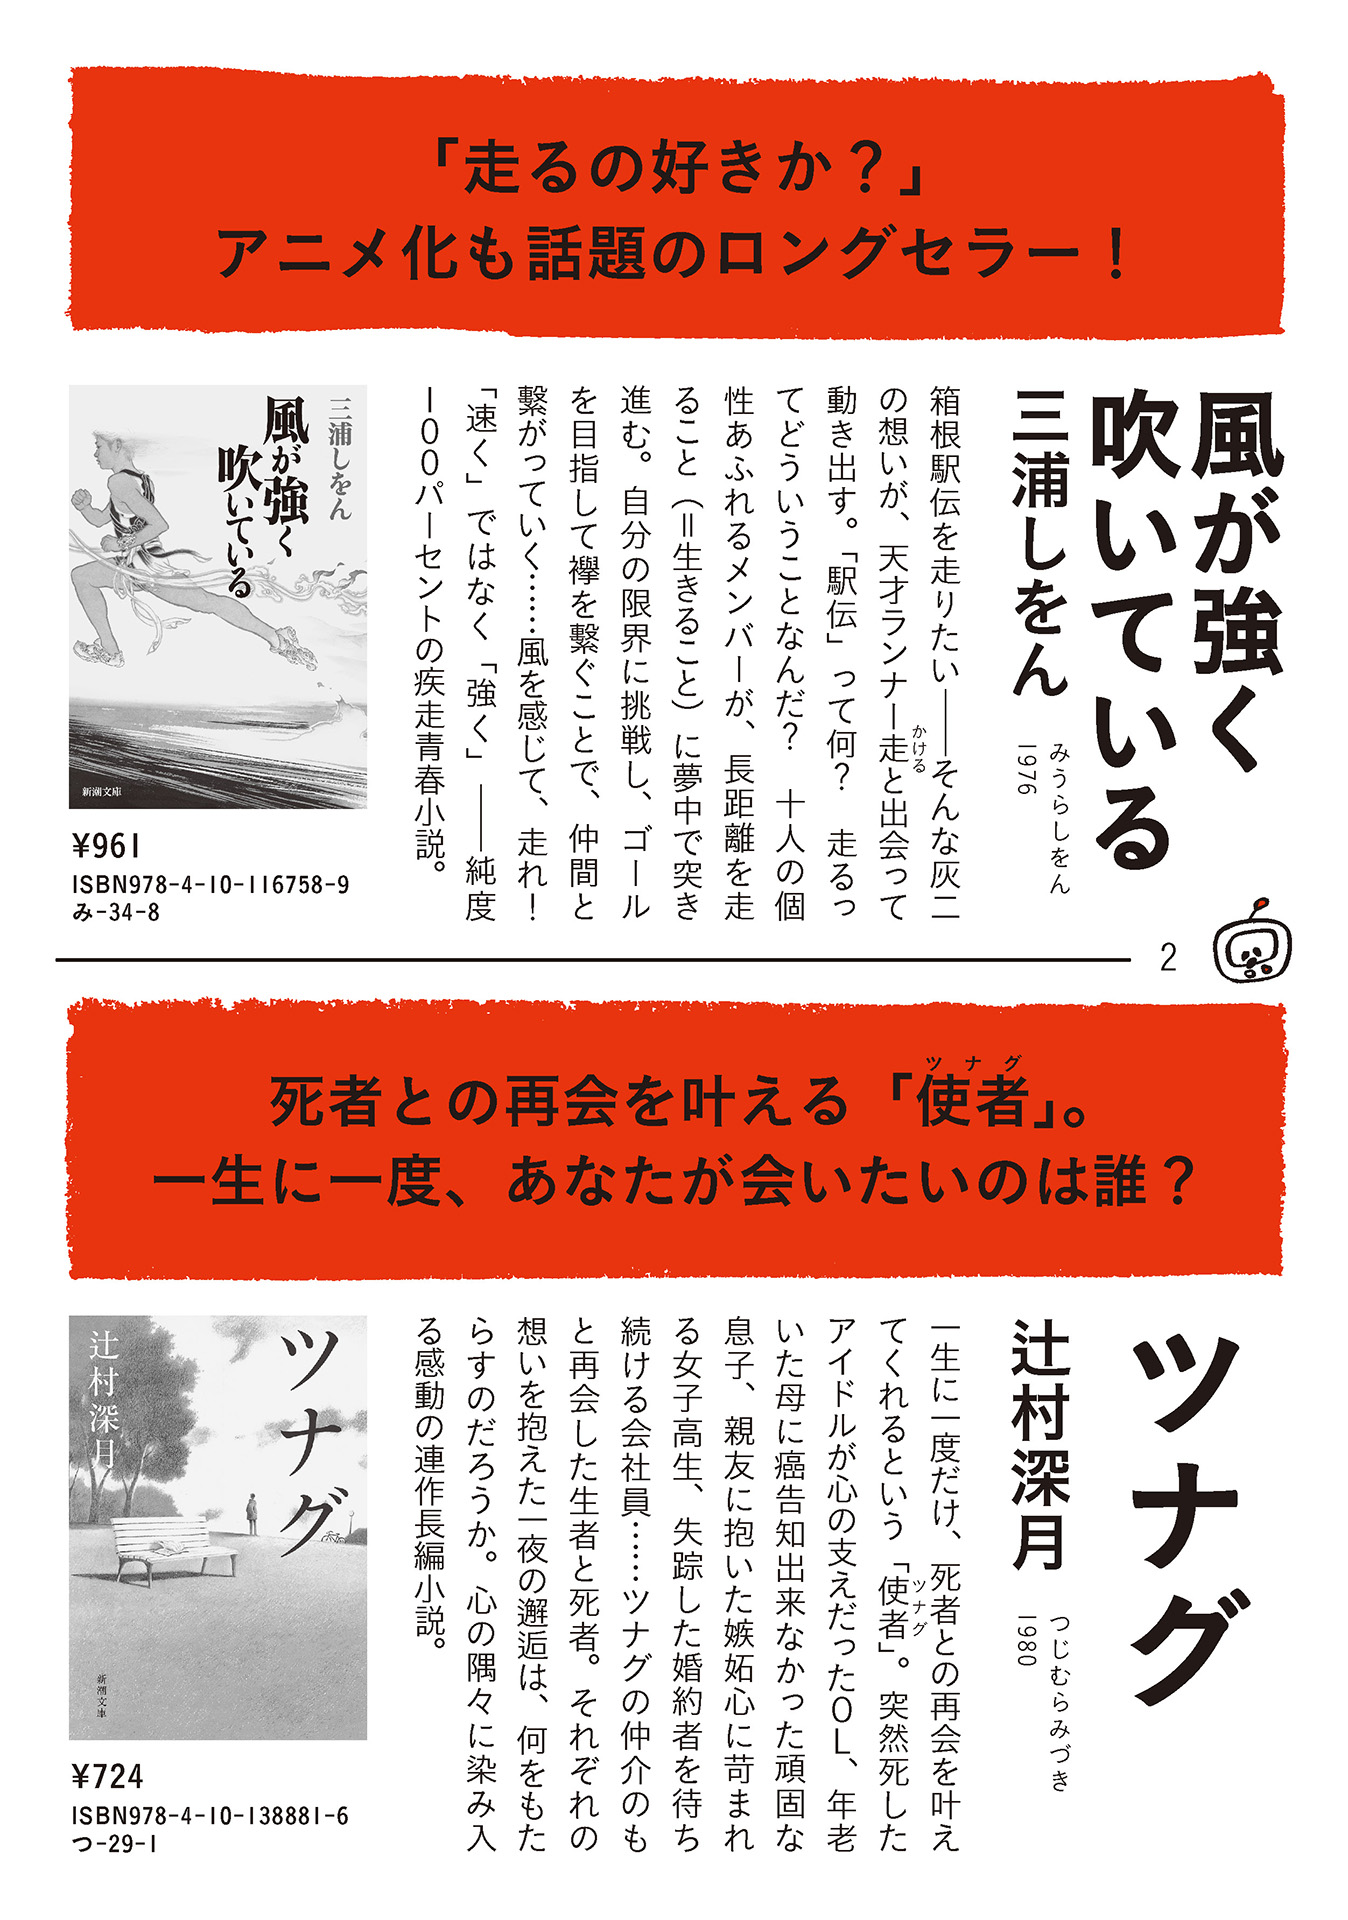 「走るの好きか？」
アニメ化も話題のロングセラー！
風が強く
吹いている
三浦しをん
みうらしをん
1976
箱根駅伝を走りたい――そんな灰二
の想いが、天才ランナー走と出会って
かける
動き出す。「駅伝」って何？　走るっ
てどういうことなんだ？　十人の個
性あふれるメンバーが、長距離を走
ること（＝生きること）に夢中で突き
進む。自分の限界に挑戦し、ゴール
を目指して襷を繋ぐことで、仲間と
繋がっていく……風を感じて、走れ！
「速く」ではなく「強く」――純度
100パーセントの疾走青春小説。
三浦しをん
風が強く
吹いている
新潮文庫
¥961
ISBN978-4-10-116758-9
み-34-8
2
死者との再会を叶える「使者」。
ツナグ
一生に一度、あなたが会いたいのは誰？
ツナグ
辻村深月
つじむらみづき
1980
一生に一度だけ、死者との再会を叶え
てくれるという「使者」。突然死した
ツナグ
アイドルが心の支えだったOL、年老
いた母に癌告知出来なかった頑固な
息子、親友に抱いた嫉妬心に苛まれ
る女子高生、失踪した婚約者を待ち
続ける会社員……ツナグの仲介のも
と再会した生者と死者。それぞれの
想いを抱えた一夜の邂逅は、何をもた
らすのだろうか。心の隅々に染み入
る感動の連作長編小説。
ツナグ
辻村深月
新潮文庫
¥724
ISBN978-4-10-138881-6
つ-29-1